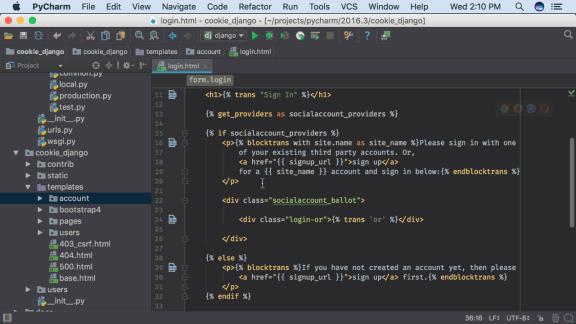 PyCharm File Edit View Navigate Code Refactor Run Tools VCS Window Help Wed 2:10 PM
login.html - cookie_django - [~/projects/pycharm/2016.3/cookie_django]
django
cookie_django cookie_django templates account login.html
Project
login.html
form.login
common.py
local.py
production.py
test.py
__init__.py
urls.py
wsgi.py
cookie_django
contrib
static
templates
account
bootstrap4
pages
users
403_csrf.html
404.html
500.html
base.html
users
__init__.py
docs
11 <h1>{% trans "Sign In" %}</h1>
12
13 {% get_providers as socialaccount_providers %}
14
15 {% if socialaccount_providers %}
16 <p>{% blocktrans with site.name as site_name %}Please sign in with one
17 of your existing third party accounts. Or,
18 <a href="{{ signup_url }}">sign up</a>
19 for a {{ site_name }} account and sign in below:{% endblocktrans %}
20 </p>
21
22 <div class="socialaccount_ballot">
24 <div class="login-or">{% trans 'or' %}</div>
26 </div>
28 {% else %}
29 <p>{% blocktrans %}If you have not created an account yet, then please
30 <a href="{{ signup_url }}">sign up</a> first.{% endblocktrans %}
31 </p>
32 {% endif %}
33
36:16 LF÷ UTF-8÷